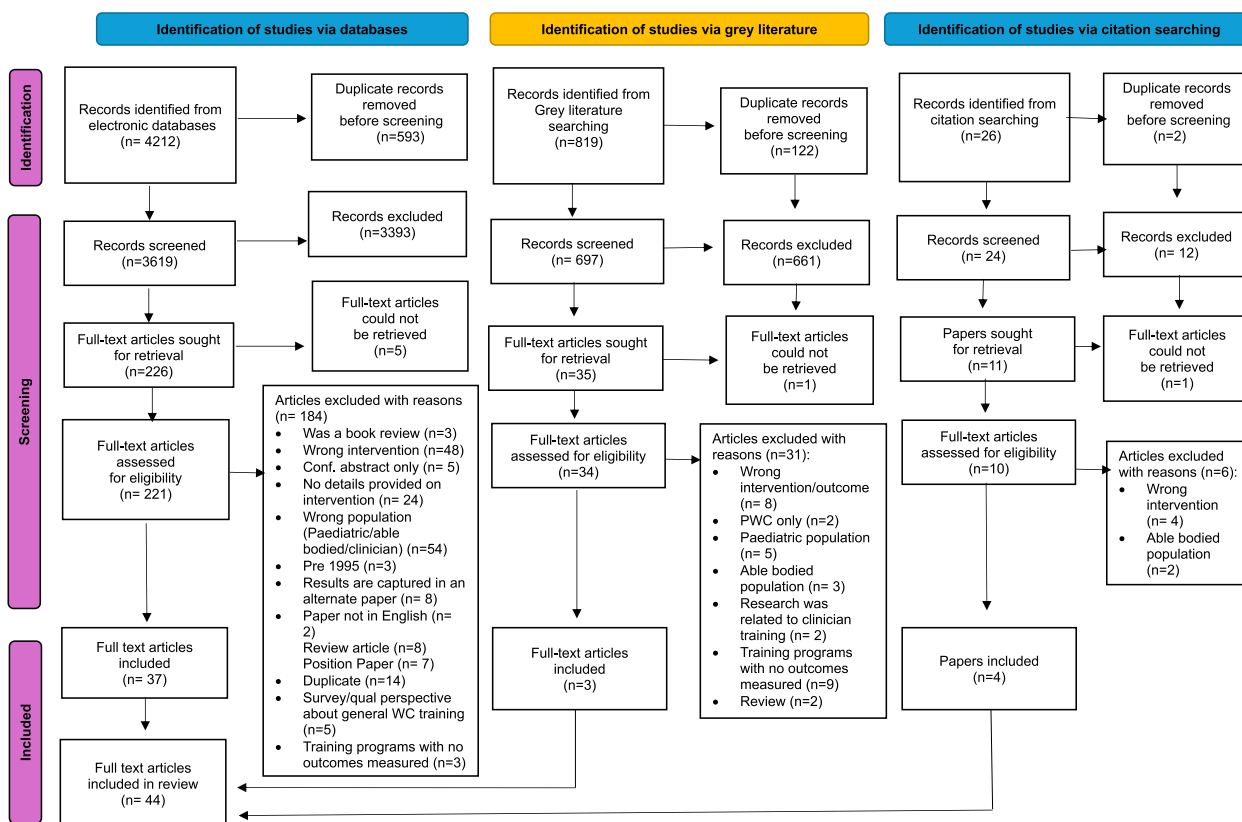 Identification of studies via databases
Identification of studies via grey literature
Identification of studies via citation searching
Identification
Records identified from
electronic databases
(n= 4212)
Duplicate records
removed
before screening
(n=593)
Records identified from
Grey literature
searching
(n=819)
Duplicate records
removed
before screening
(n=122)
Records identified from
citation searching
(n=26)
Duplicate records
removed
before screening
(n=2)
Screening
Records screened
(n=3619)
Records excluded
(n=3393)
Records screened
(n= 697)
Records excluded
(n=661)
Records screened
(n= 24)
Records excluded
(n= 12)
Full-text articles sought
for retrieval
(n=226)
Full-text articles
could not
be retrieved
(n=5)
Full-text articles sought
for retrieval
(n=35)
Full-text articles
could not
be retrieved
(n=1)
Papers sought
for retrieval
(n=11)
Full-text articles
could not
be retrieved
(n=1)
Full-text articles
assessed
for eligibility
(n= 221)
Articles excluded with reasons
(n= 184)
• Was a book review (n=3)
• Wrong intervention (n=48)
• Conf. abstract only (n= 5)
• No details provided on
intervention (n= 24)
• Wrong population
(Paediatric/able
bodied/clinician) (n=54)
• Pre 1995 (n=3)
• Results are captured in an
alternate paper (n= 8)
• Paper not in English (n=
2)
Review article (n=8)
Position Paper (n= 7)
• Duplicate (n=14)
• Survey/qual perspective
about general WC training
(n=5)
• Training programs with no
outcomes measured (n=3)
Full-text articles
assessed for eligibility
(n=34)
Articles excluded with
reasons (n=31):
• Wrong
intervention/outcome
(n= 8)
• PWC only (n=2)
• Paediatric population
(n= 5)
• Able bodied
population (n= 3)
• Research was
related to clinician
training (n= 2)
• Training programs
with no outcomes
measured (n=9)
• Review (n=2)
Full-text articles
assessed for eligibility
(n=10)
Articles excluded
with reasons (n=6):
• Wrong
intervention
(n= 4)
• Able bodied
population
(n=2)
Included
Full text articles
included
(n= 37)
Full-text articles
included
(n=3)
Papers included
(n=4)
Full text articles
included in review
(n= 44)